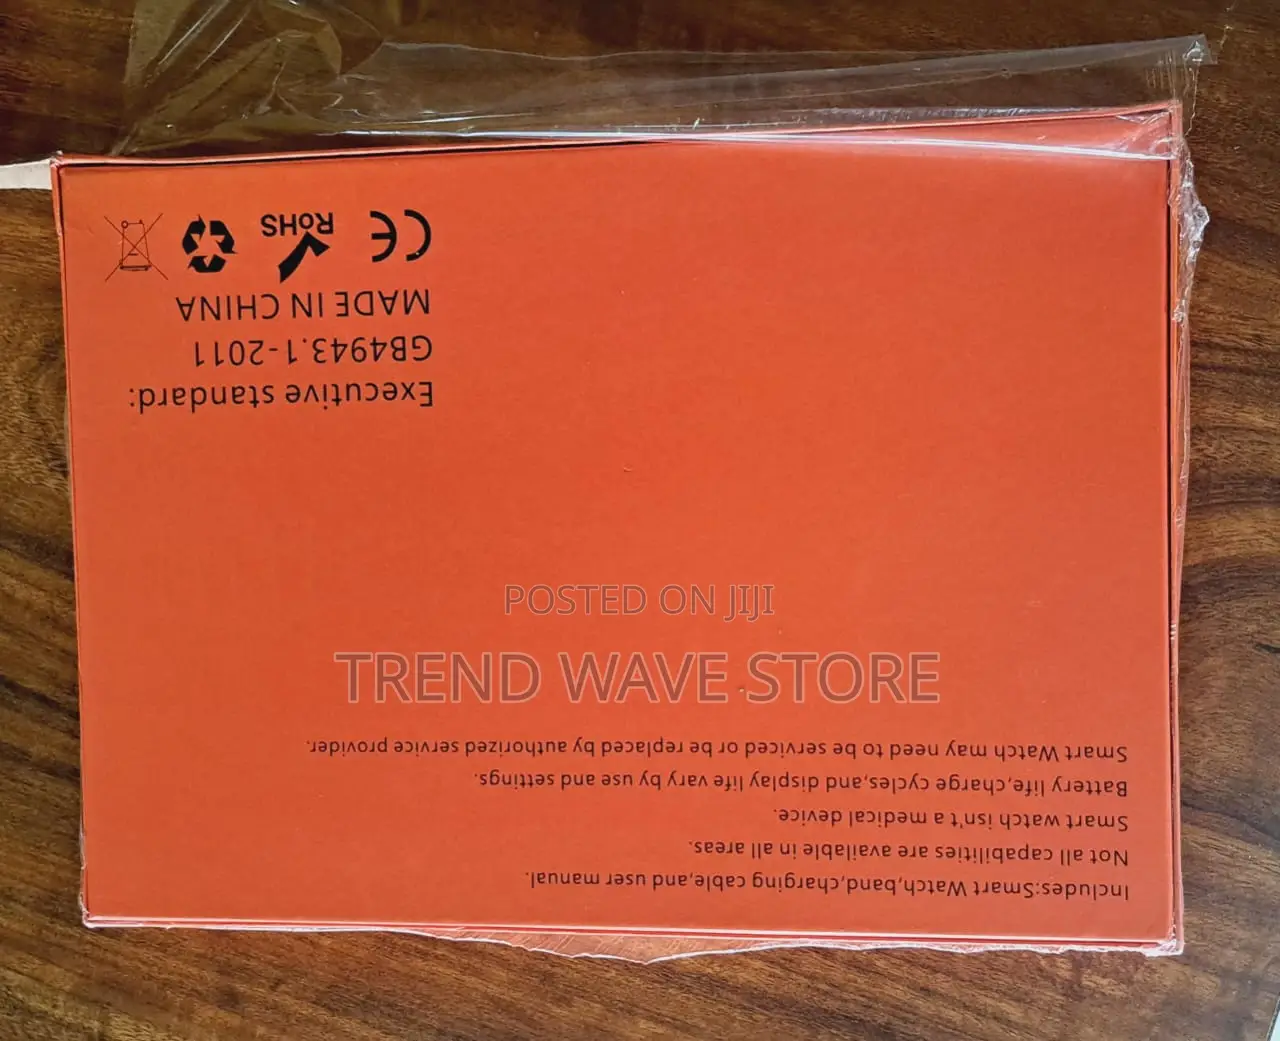 Includes:Smart Watch,band,charging cable,and,user manual.
Not all capabilities are available in all areas.
Smart watch isn't a medical device.
Battery life,charge cycles,and display life vary by use and settings.
Smart Watch may need to be serviced or be replaced by authorized service provider.
Executive standard:
GB4943.1-2011
MADE IN CHINA
RoHS
CE
POSTED ON JIJI
TREND WAVE STORE